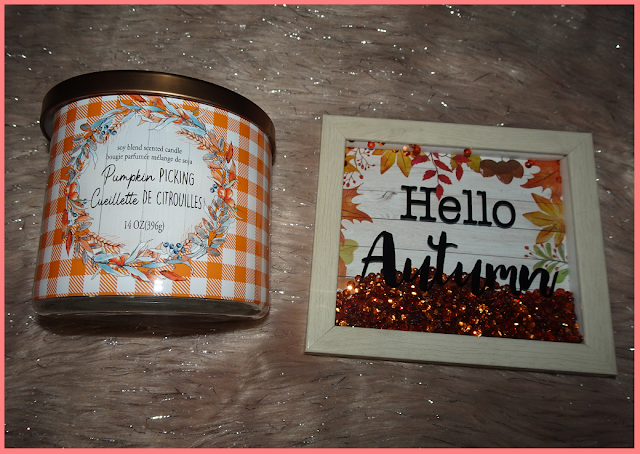 soy blend scented candle
bougie parfumée mélange de soja
Pumpkin PICKING
Cueillette DE CITROUILLES
14 OZ(396g)
Hello
Autumn